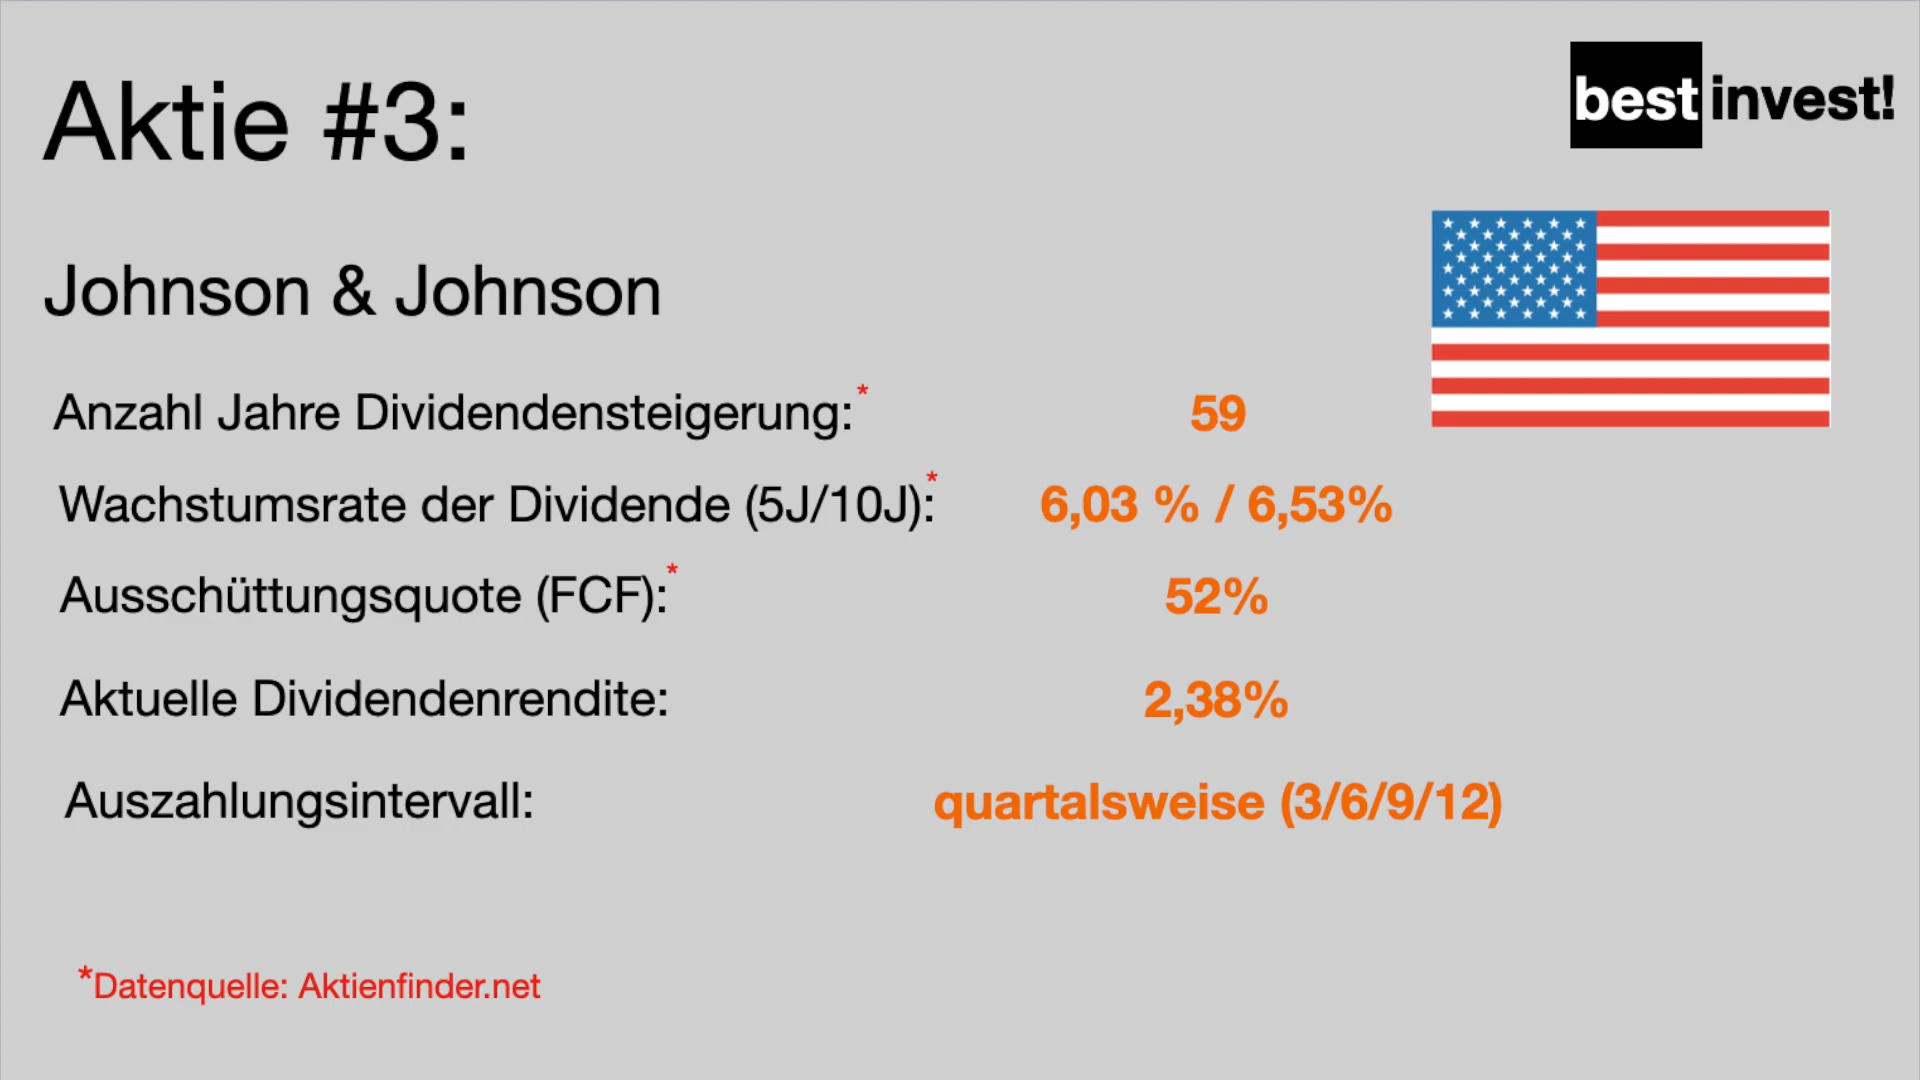 Aktie #3:
best invest!
Johnson & Johnson
Anzahl Jahre Dividendensteigerung:* 59
Wachstumsrate der Dividende (5J/10J):* 6,03 % / 6,53%
Ausschüttungsquote (FCF):* 52%
Aktuelle Dividendenrendite: 2,38%
Auszahlungsintervall: quartalsweise (3/6/9/12)
*Datenquelle: Aktienfinder.net